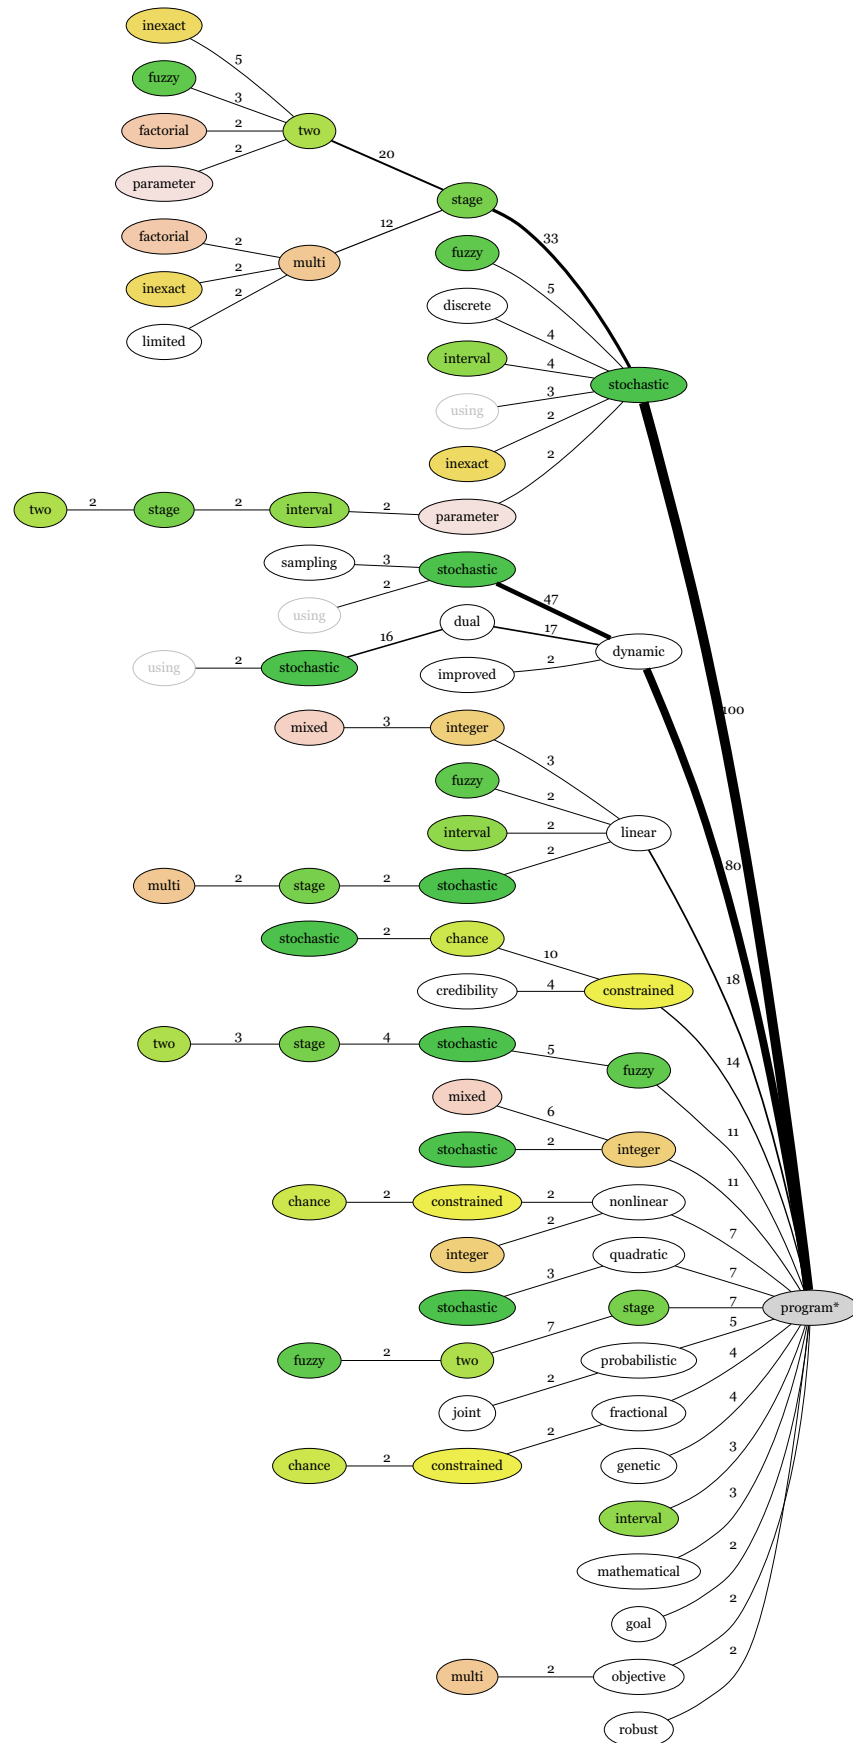 inexact
5
fuzzy
3
factorial
2
two
2
parameter
20
stage
factorial
12
33
2
multi
fuzzy
inexact
2
5
2
limited
discrete
4
interval
4
stochastic
using
3
2
inexact
2
two
2
stage
2
interval
2
parameter
sampling
3
stochastic
2
using
47
dual
16
17
dynamic
using
2
stochastic
2
improved
100
mixed
3
integer
3
fuzzy
2
interval
2
linear
2
80
multi
2
stage
2
stochastic
stochastic
2
chance
10
credibility
4
constrained
18
two
3
stage
4
stochastic
5
fuzzy
14
mixed
6
11
stochastic
2
integer
11
chance
2
constrained
2
nonlinear
7
2
integer
quadratic
3
7
stochastic
stage
7
program*
7
5
fuzzy
2
two
probabilistic
4
2
joint
fractional
4
2
chance
2
constrained
genetic
3
interval
3
mathematical
2
goal
2
multi
2
objective
2
robust